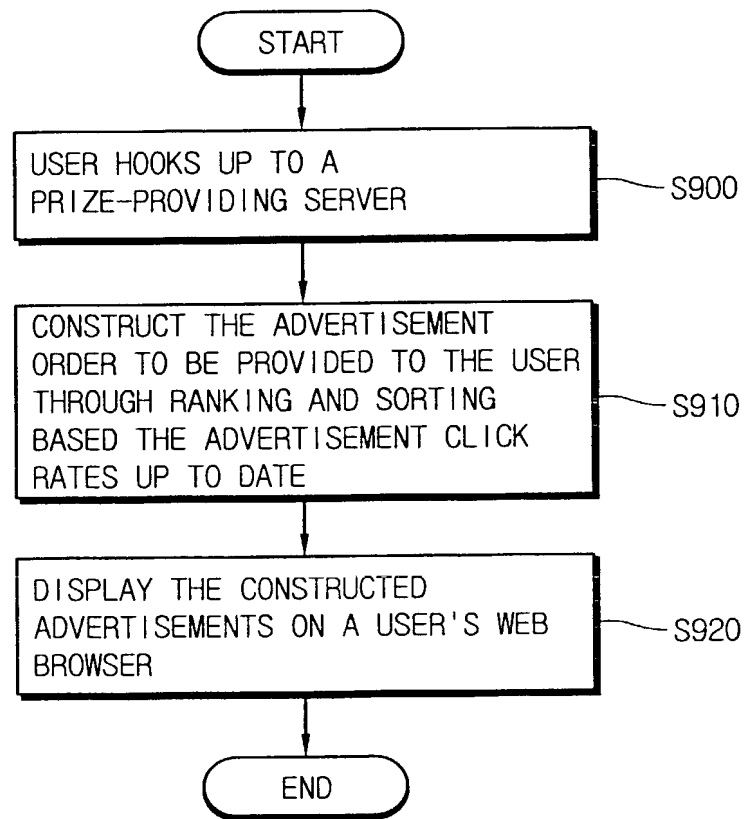 START
USER HOOKS UP TO A
PRIZE-PROVIDING SERVER
S900
CONSTRUCT THE ADVERTISEMENT
ORDER TO BE PROVIDED TO THE USER
THROUGH RANKING AND SORTING
BASED THE ADVERTISEMENT CLICK
RATES UP TO DATE
S910
DISPLAY THE CONSTRUCTED
ADVERTISEMENTS ON A USER'S WEB
BROWSER
S920
END